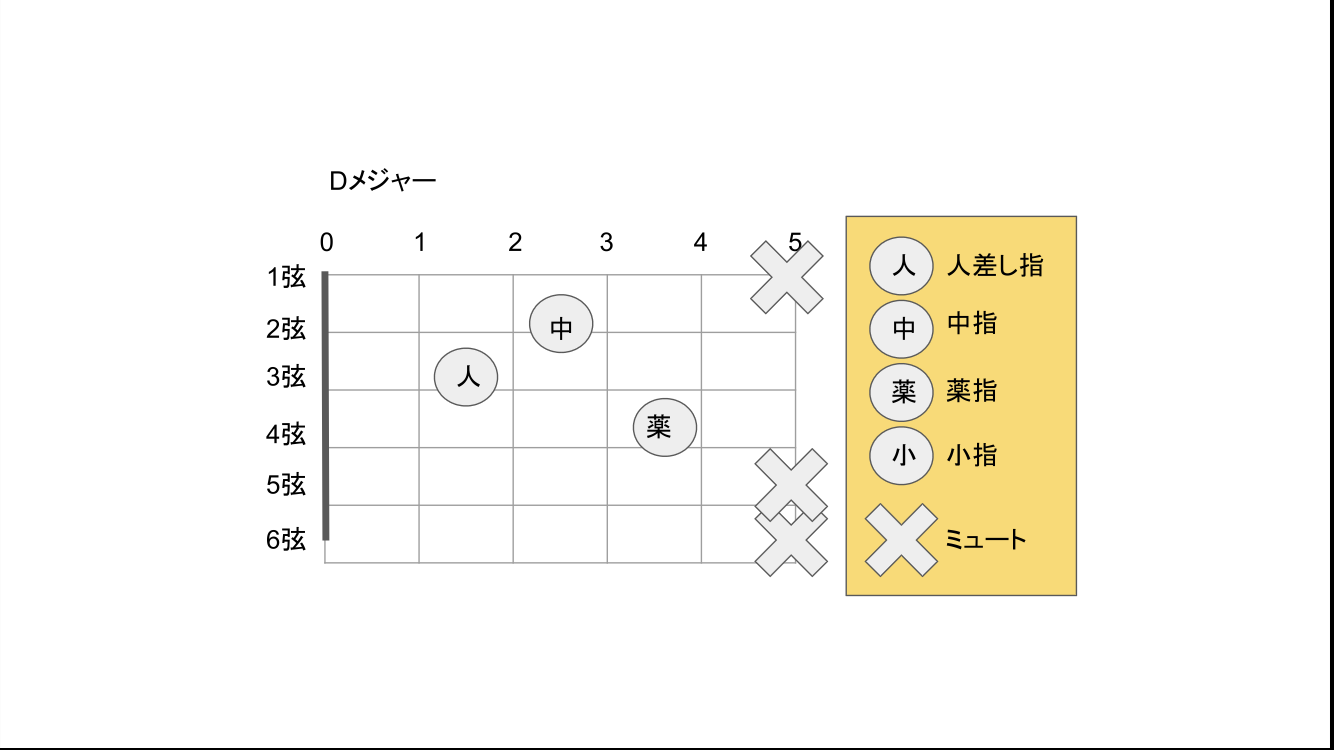 Dメジャー
0 1 2 3 4 5
1弦
2弦
3弦
4弦
5弦
6弦
中
人
薬
人 人差し指
中 中指
薬 薬指
小 小指
ミュート